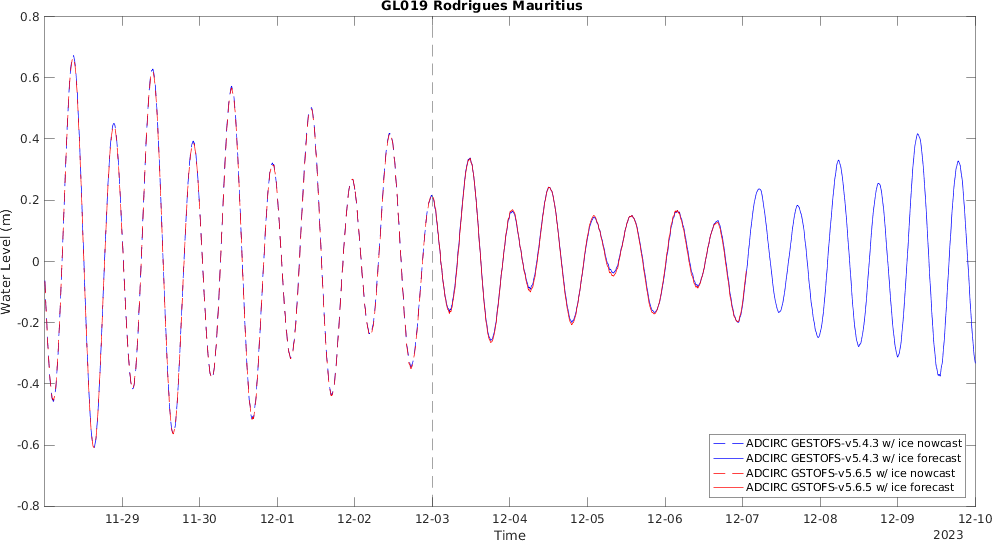 GL019 Rodrigues Mauritius
Water Level (m)
0.8
0.6
0.4
0.2
0
-0.2
-0.4
-0.6
-0.8
ADCIRC GESTOFS-v5.4.3 w/ ice nowcast
ADCIRC GESTOFS-v5.4.3 w/ ice forecast
ADCIRC GSTOFS-v5.6.5 w/ ice nowcast
ADCIRC GSTOFS-v5.6.5 w/ ice forecast
11-29 11-30 12-01 12-02 12-03 12-04 12-05 12-06 12-07 12-08 12-09 12-10
Time
2023